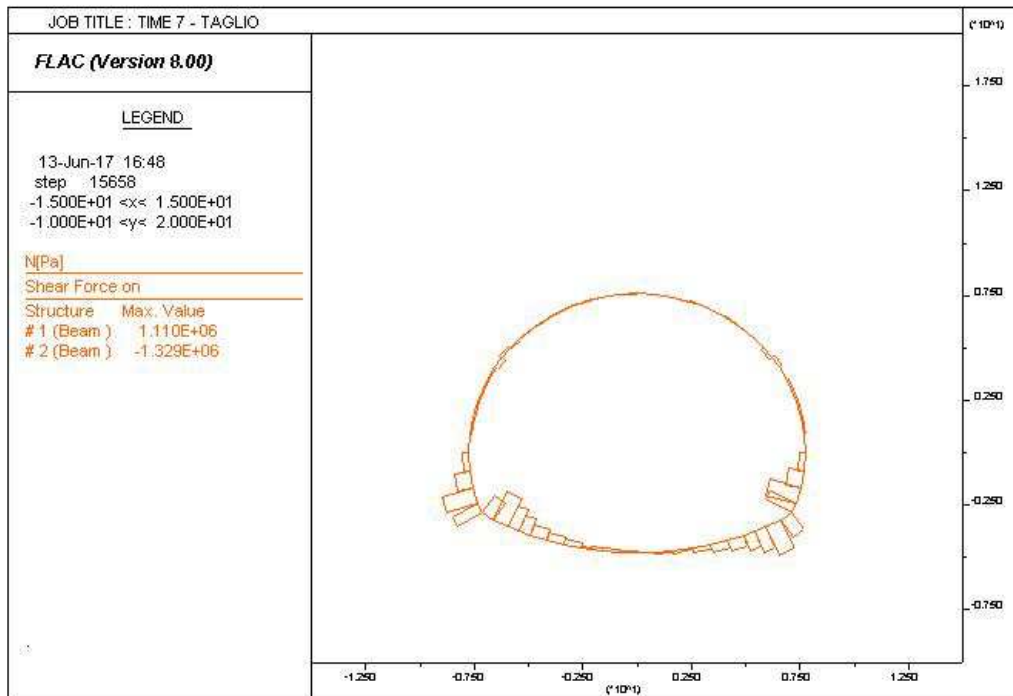 JOB TITLE : TIME 7 - TAGLIO
(*10^1)
FLAC (Version 8.00)
LEGEND
13-Jun-17 16:48
step 15658
-1.500E+01 <x< 1.500E+01
-1.000E+01 <y< 2.000E+01
N[Pa]
Shear Force on
Structure Max. Value
# 1 (Beam ) 1.110E+06
# 2 (Beam ) -1.329E+06
1.750
1.250
0.750
0.250
-0.250
-0.750
-1.250 -0.750 -0.250 0.250 0.750 1.250
(*10^1)